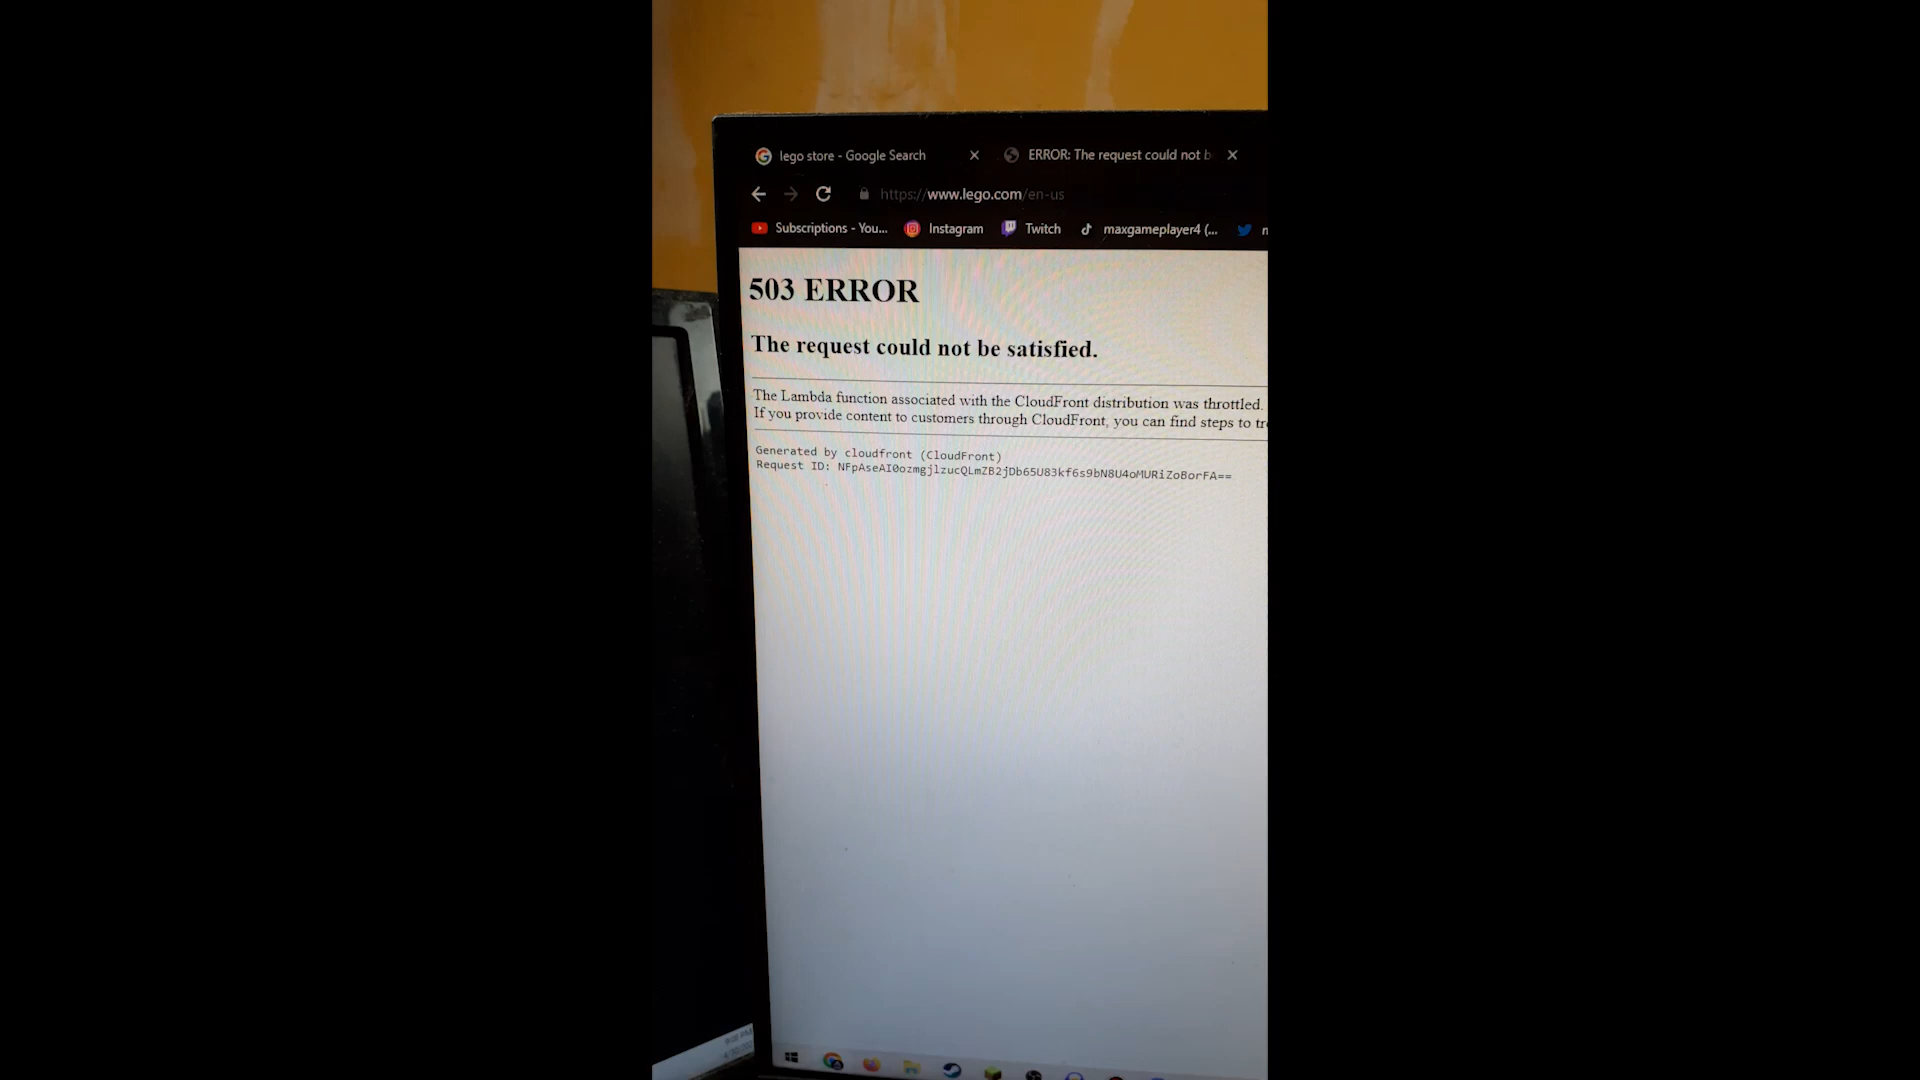 lego store - Google Search
ERROR: The request could not b
https://www.lego.com/en-us
Subscriptions - You...
Instagram
Twitch
maxgameplayer4 (...
503 ERROR
The request could not be satisfied.
The Lambda function associated with the CloudFront distribution was throttled.
If you provide content to customers through CloudFront, you can find steps to tr
Generated by cloudfront (CloudFront)
Request ID: NFpAseAI0ozmgjlzucQLmZB2jDb65U83kf6s9bN8U4oMURiZoBorFA==